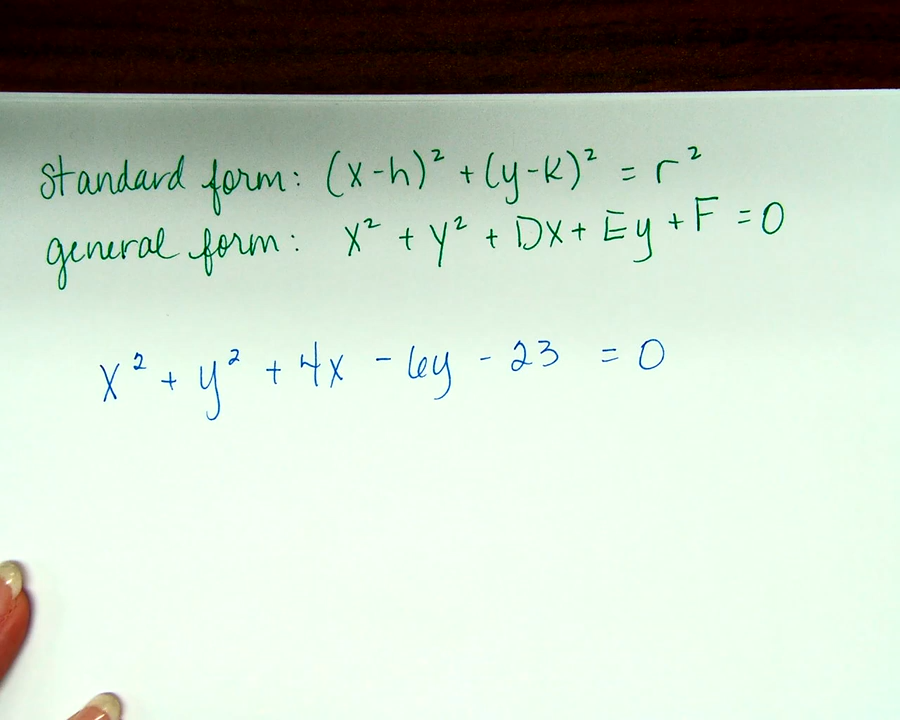 Standard form: (x-h)² + (y-k)² = r²
general form: x² + y² + Dx + Ey + F = 0
x² + y² + 4x - 6y - 23 = 0